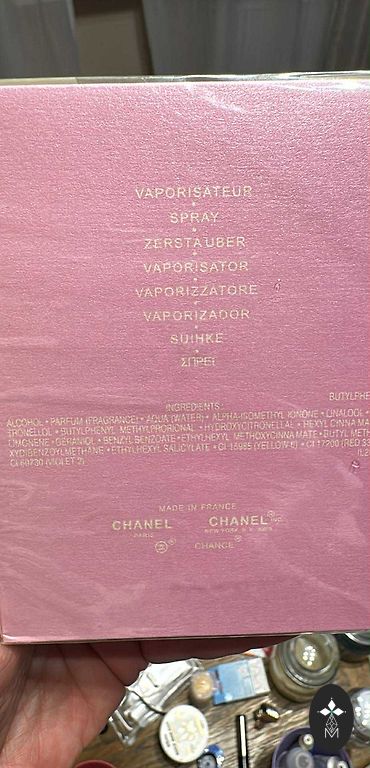 VAPORISATEUR
SPRAY
ZERSTÄUBER
VAPORISATOR
VAPORIZZATORE
VAPORIZADOR
SUIHKE
ΣΠΡΕΪ
BUTYLPHE
INGREDIENTS :
ALCOHOL • PARFUM (FRAGRANCE) • AQUA (WATER) • ALPHA-ISOMETHYL IONONE • LINALOOL •
TRONELLOL • BUTYLPHENYL METHYLPROPIONAL • HYDROXYCITRONELLAL • HEXYL CINNAMA
LIMONENE • GERANIOL • BENZYL BENZOATE • ETHYLHEXYL METHOXYCINNAMATE • BUTYL METH
XYDIBENZOYLMETHANE • ETHYLHEXYL SALICYLATE • CI 15985 (YELLOW 6) • CI 17200 (RED 33
CI 60730 (VIOLET 2)
MADE IN FRANCE
CHANEL CHANEL® INC.
PARIS NEW YORK N.Y.
® CHANCE®
M